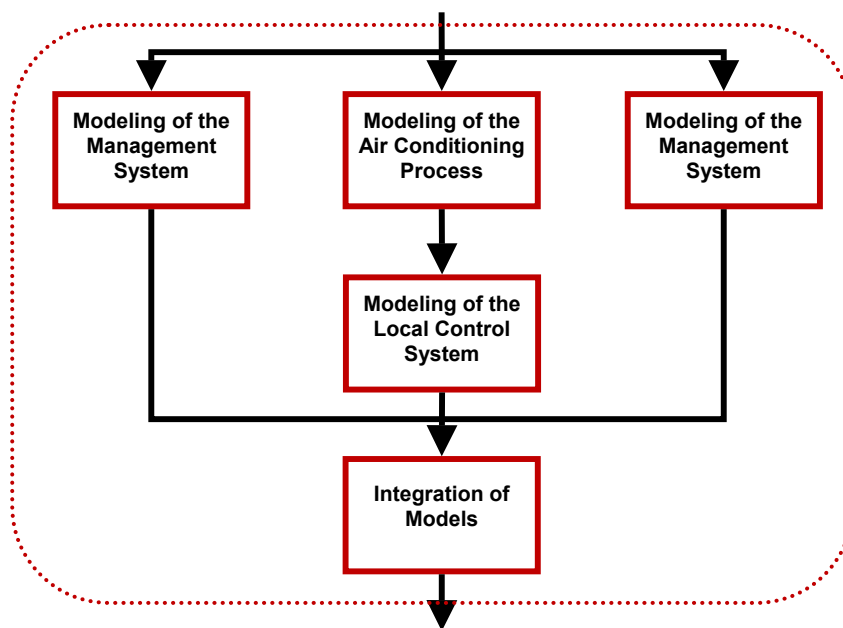 Modeling of the
Management
System
Modeling of the
Air Conditioning
Process
Modeling of the
Management
System
Modeling of the
Local Control
System
Integration of
Models